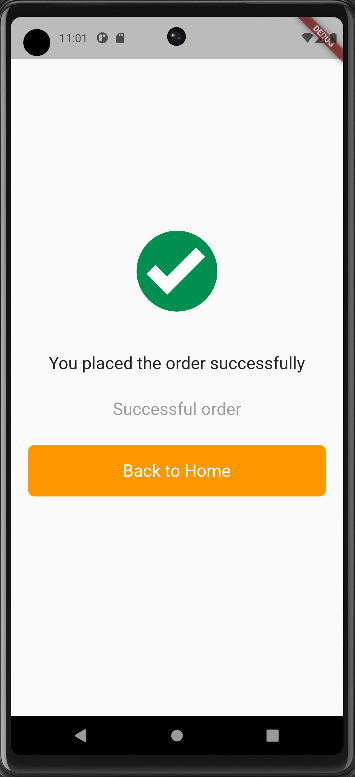 11:01
DEBUG
You placed the order successfully
Successful order
Back to Home